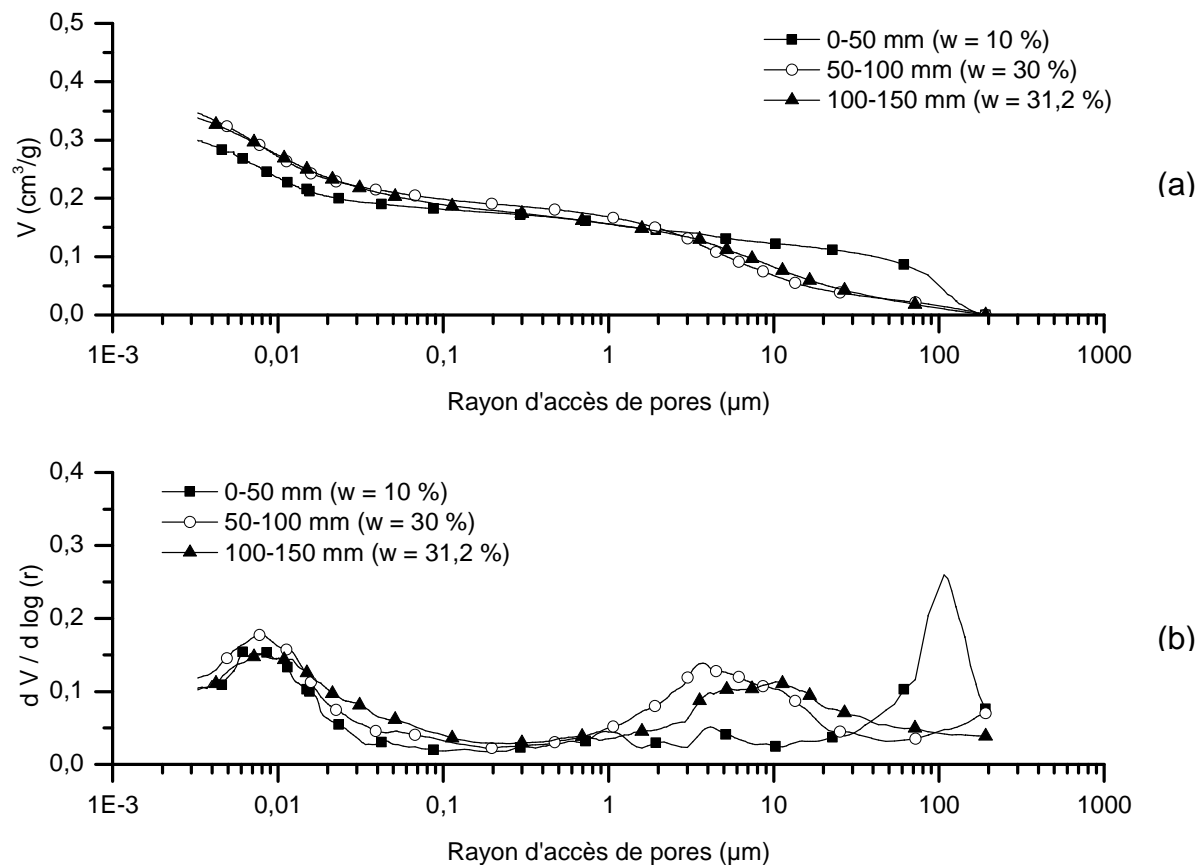 0,5
0,4
0,3
0,2
0,1
0,0
V (cm³/g)
0-50 mm (w = 10 %)
50-100 mm (w = 30 %)
100-150 mm (w = 31,2 %)
(a)
1E-3 0,01 0,1 1 10 100 1000
Rayon d'accès de pores (µm)
0,4
0,3
0,2
0,1
0,0
d V / d log (r)
0-50 mm (w = 10 %)
50-100 mm (w = 30 %)
100-150 mm (w = 31,2 %)
(b)
1E-3 0,01 0,1 1 10 100 1000
Rayon d'accès de pores (µm)